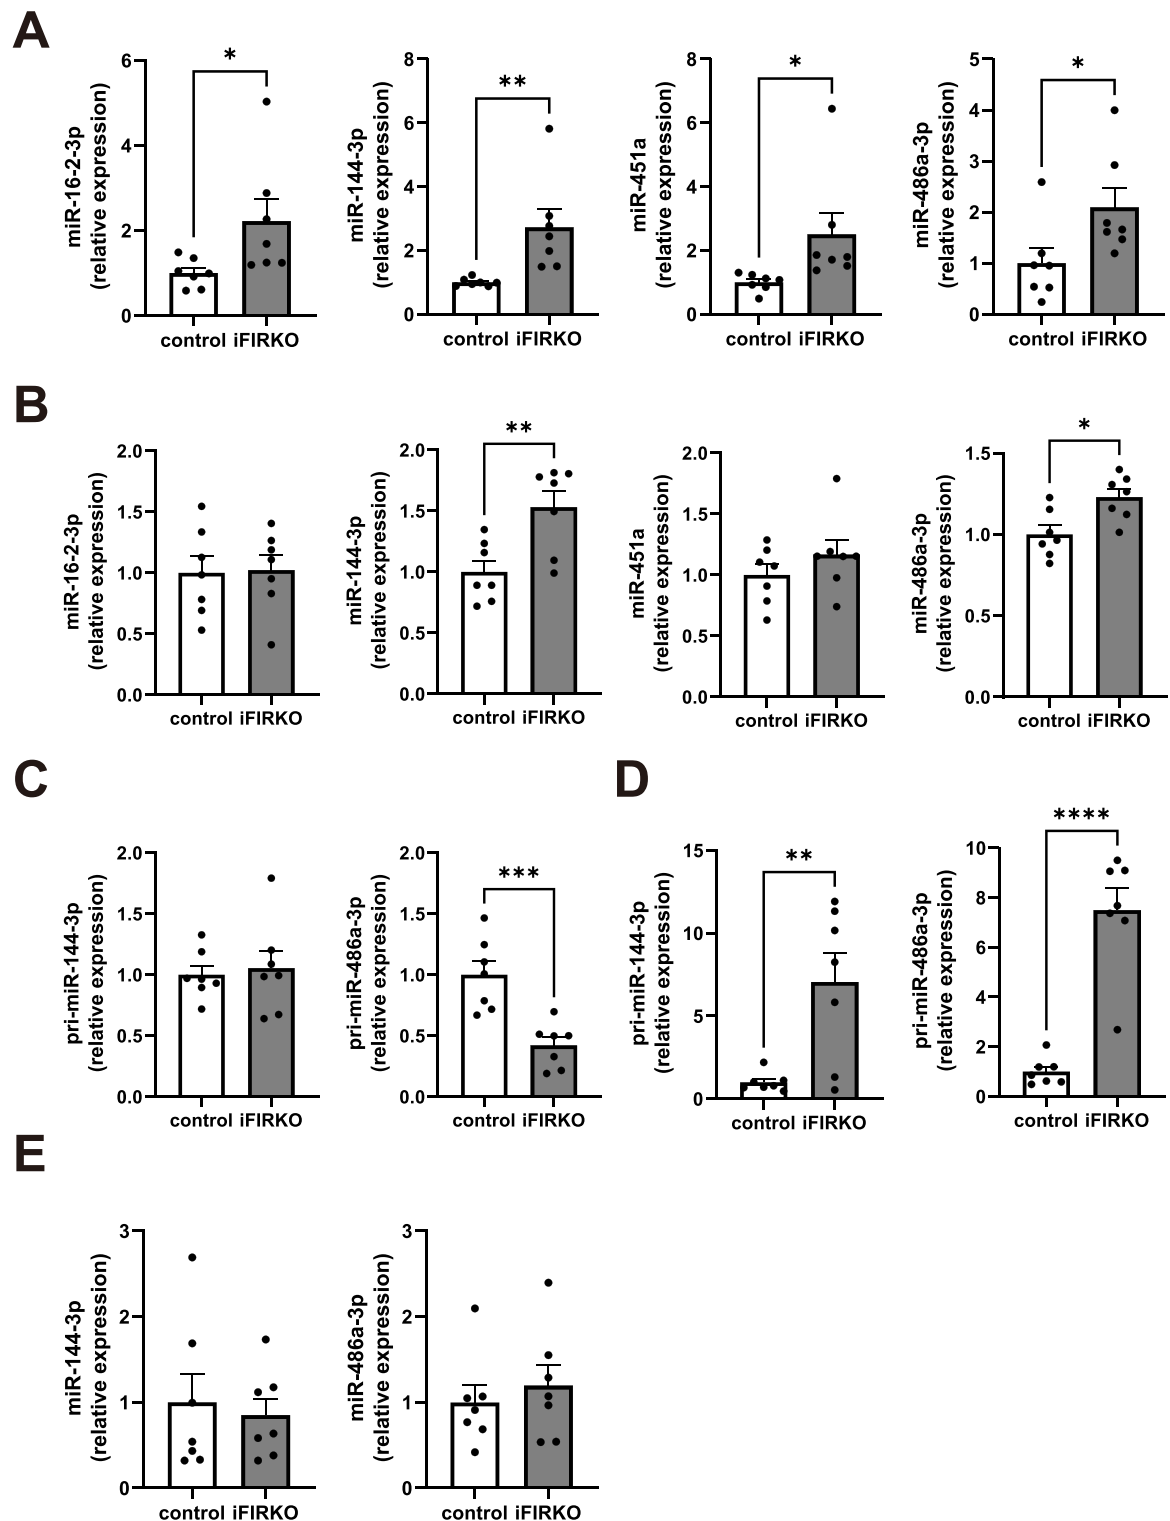 A
miR-16-2-3p
(relative expression)
6
4
2
0
*
control iFIRKO
miR-144-3p
(relative expression)
8
6
4
2
0
**
control iFIRKO
miR-451a
(relative expression)
8
6
4
2
0
*
control iFIRKO
miR-486a-3p
(relative expression)
5
4
3
2
1
0
*
control iFIRKO
B
miR-16-2-3p
(relative expression)
2.0
1.5
1.0
0.5
0.0
control iFIRKO
miR-144-3p
(relative expression)
2.0
1.5
1.0
0.5
0.0
**
control iFIRKO
miR-451a
(relative expression)
2.0
1.5
1.0
0.5
0.0
control iFIRKO
miR-486a-3p
(relative expression)
1.5
1.0
0.5
0.0
*
control iFIRKO
C
pri-miR-144-3p
(relative expression)
2.0
1.5
1.0
0.5
0.0
control iFIRKO
pri-miR-486a-3p
(relative expression)
2.0
1.5
1.0
0.5
0.0
***
control iFIRKO
D
pri-miR-144-3p
(relative expression)
15
10
5
0
**
control iFIRKO
pri-miR-486a-3p
(relative expression)
10
8
6
4
2
0
****
control iFIRKO
E
miR-144-3p
(relative expression)
3
2
1
0
control iFIRKO
miR-486a-3p
(relative expression)
3
2
1
0
control iFIRKO